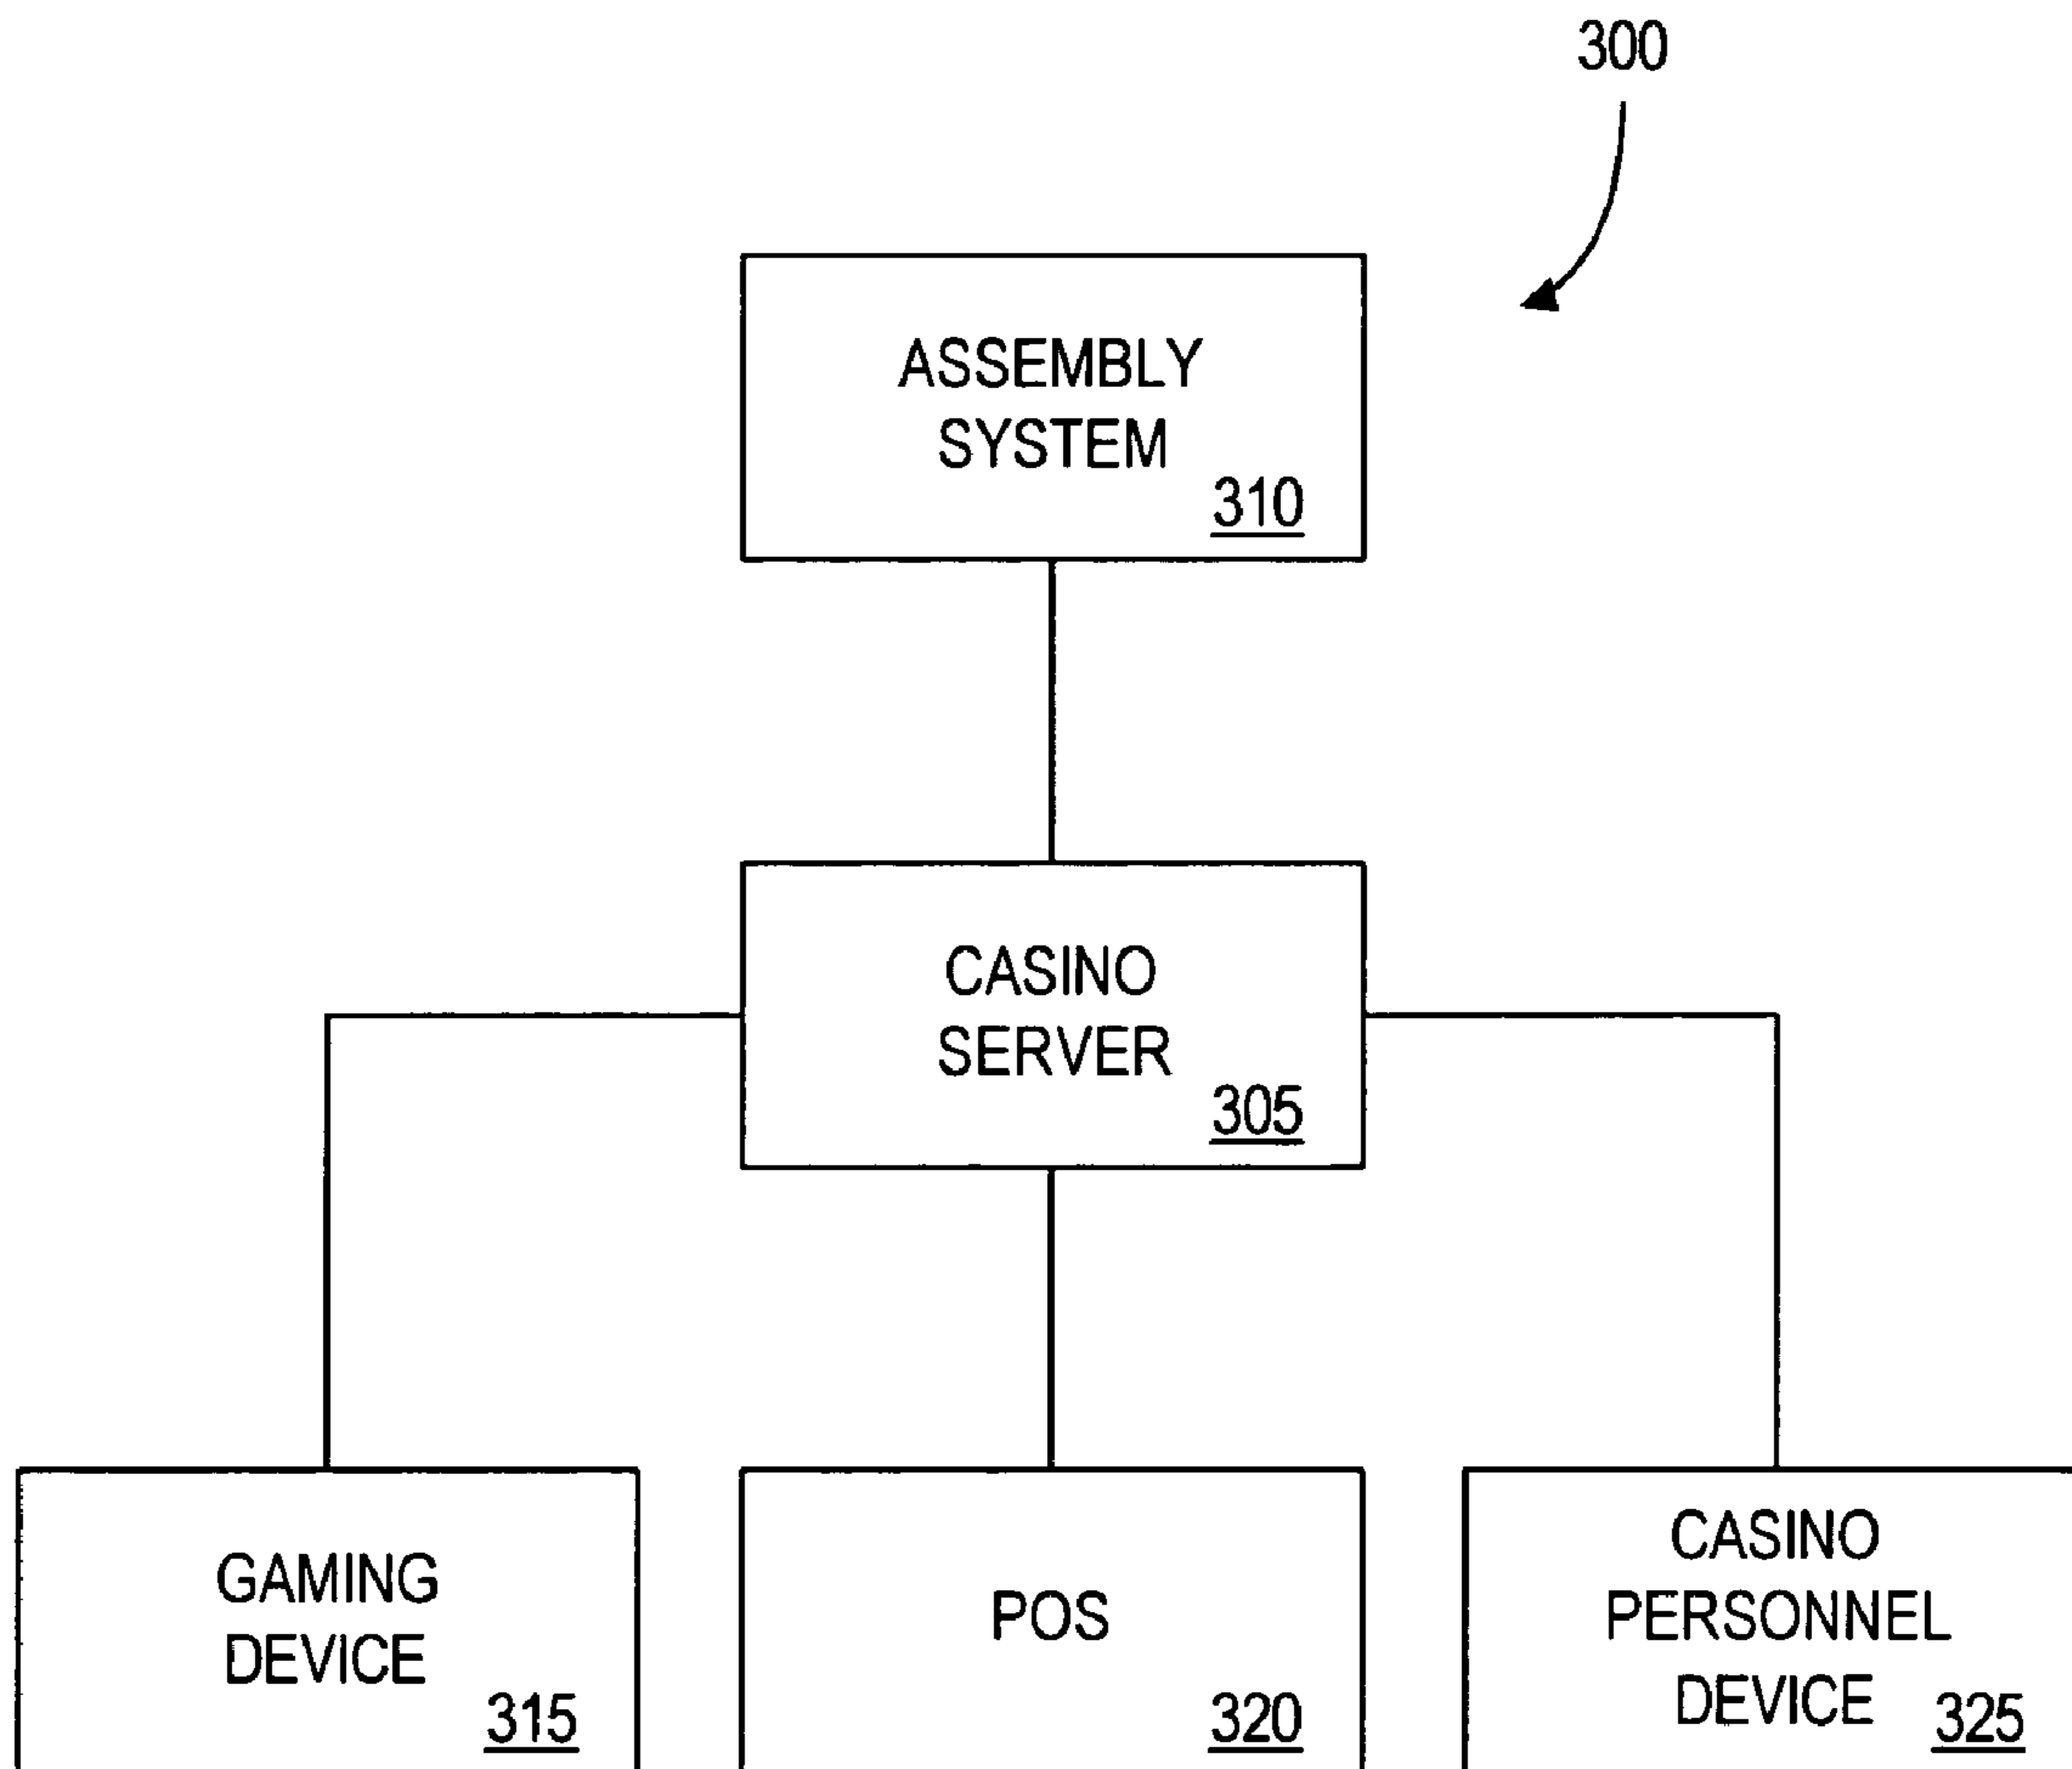 300
ASSEMBLY
SYSTEM
310
CASINO
SERVER
305
GAMING
DEVICE
315
POS
320
CASINO
PERSONNEL
DEVICE
325